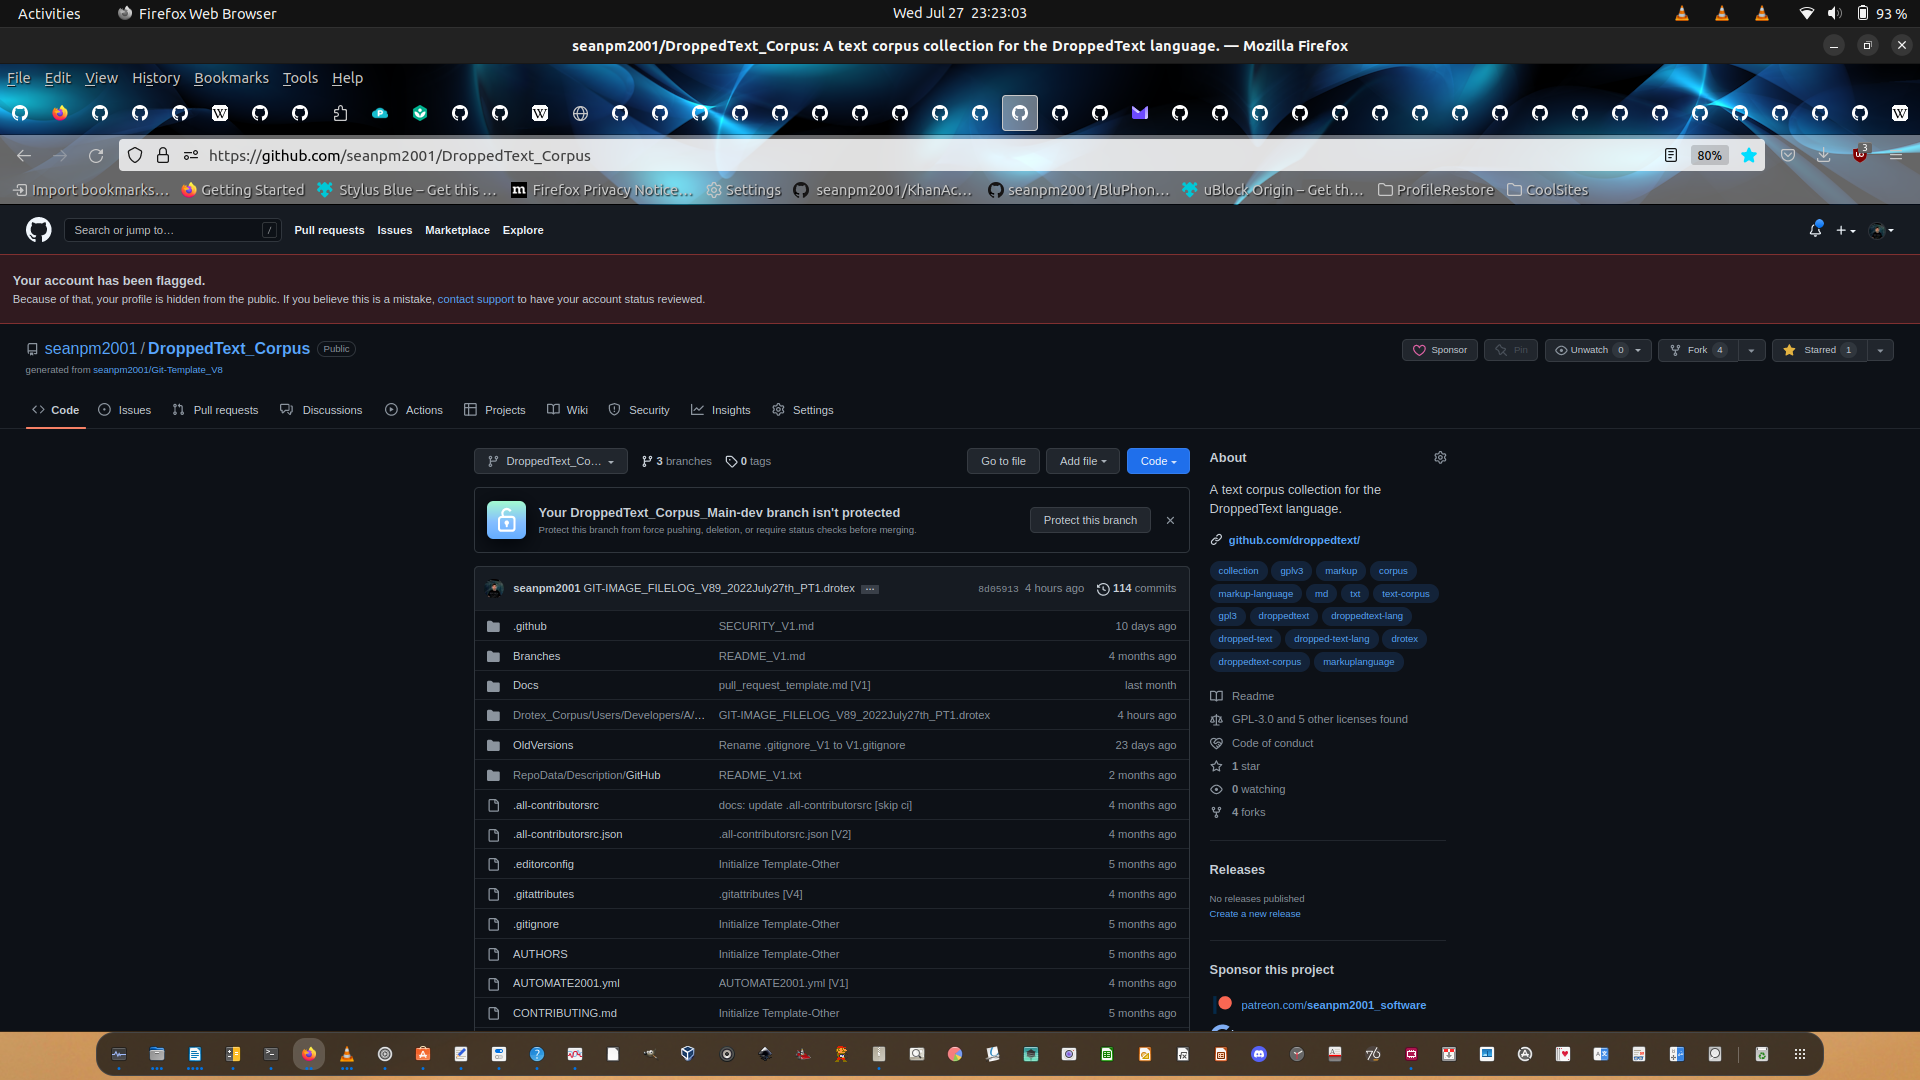 Activities
Firefox Web Browser
Wed Jul 27 23:23:03
93 %
seanpm2001/DroppedText_Corpus: A text corpus collection for the DroppedText language. — Mozilla Firefox
File Edit View History Bookmarks Tools Help
https://github.com/seanpm2001/DroppedText_Corpus
80%
3
Import bookmarks...
Getting Started
Stylus Blue – Get this ...
Firefox Privacy Notice...
Settings
seanpm2001/KhanAc...
seanpm2001/BluPhon...
uBlock Origin – Get th...
ProfileRestore
CoolSites
Search or jump to…
/
Pull requests Issues Marketplace Explore
Your account has been flagged.
Because of that, your profile is hidden from the public. If you believe this is a mistake, contact support to have your account status reviewed.
seanpm2001 / DroppedText_Corpus Public
generated from seanpm2001/Git-Template_V8
Sponsor
Pin
Unwatch 0
Fork 4
Starred 1
Code Issues Pull requests Discussions Actions Projects Wiki Security Insights Settings
DroppedText_Co…
3 branches
0 tags
Go to file
Add file
Code
Your DroppedText_Corpus_Main-dev branch isn't protected
Protect this branch from force pushing, deletion, or require status checks before merging.
Protect this branch
seanpm2001 GIT-IMAGE_FILELOG_V89_2022July27th_PT1.drotex ... 8d05913 4 hours ago 114 commits
.github SECURITY_V1.md 10 days ago
Branches README_V1.md 4 months ago
Docs pull_request_template.md [V1] last month
Drotex_Corpus/Users/Developers/A/… GIT-IMAGE_FILELOG_V89_2022July27th_PT1.drotex 4 hours ago
OldVersions Rename .gitignore_V1 to V1.gitignore 23 days ago
RepoData/Description/GitHub README_V1.txt 2 months ago
.all-contributorsrc docs: update .all-contributorsrc [skip ci] 4 months ago
.all-contributorsrc.json .all-contributorsrc.json [V2] 4 months ago
.editorconfig Initialize Template-Other 5 months ago
.gitattributes .gitattributes [V4] 4 months ago
.gitignore Initialize Template-Other 5 months ago
AUTHORS Initialize Template-Other 5 months ago
AUTOMATE2001.yml AUTOMATE2001.yml [V1] 4 months ago
CONTRIBUTING.md Initialize Template-Other 5 months ago
About
A text corpus collection for the
DroppedText language.
github.com/droppedtext/
collection gplv3 markup corpus
markup-language md txt text-corpus
gpl3 droppedtext droppedtext-lang
dropped-text dropped-text-lang drotex
droppedtext-corpus markuplanguage
Readme
GPL-3.0 and 5 other licenses found
Code of conduct
1 star
0 watching
4 forks
Releases
No releases published
Create a new release
Sponsor this project
patreon.com/seanpm2001_software